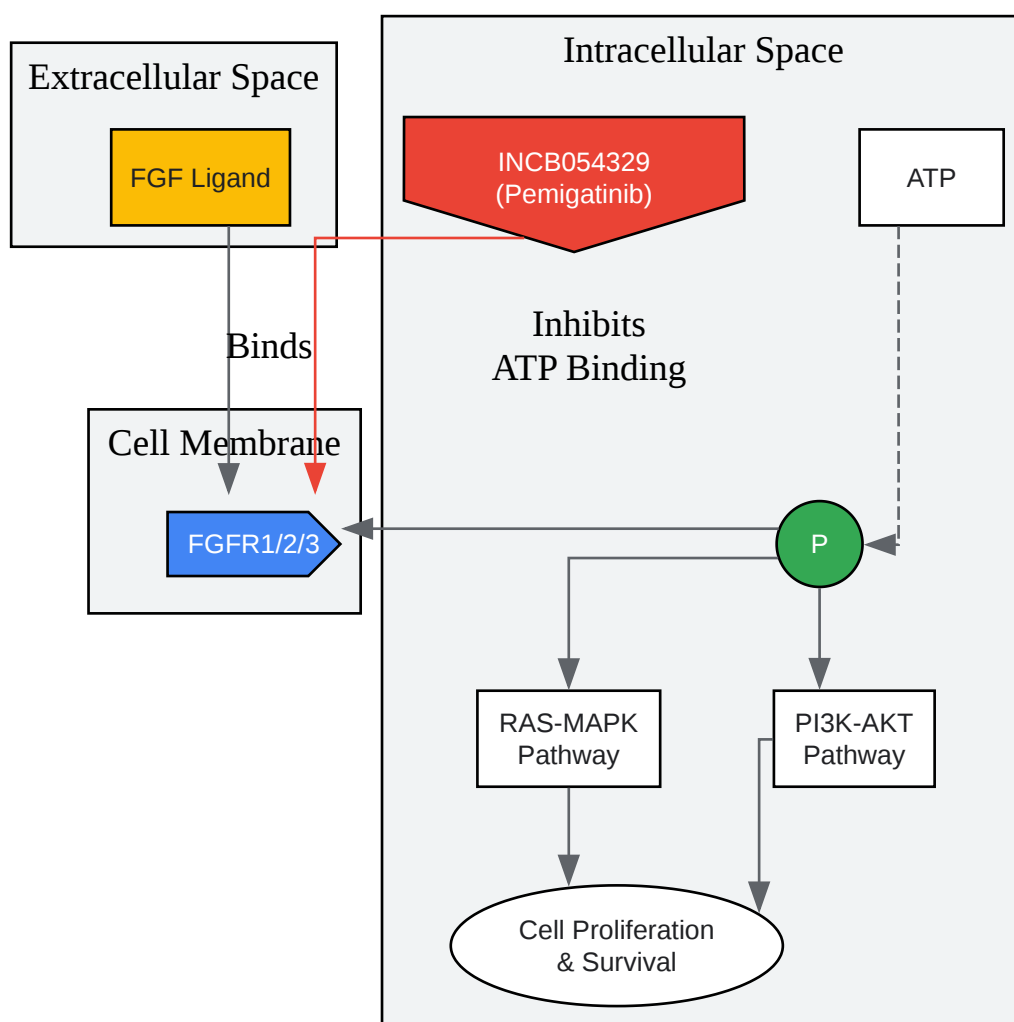 Extracellular Space
FGF Ligand
Intracellular Space
INCB054329
(Pemigatinib)
ATP
Binds
Inhibits
ATP Binding
Cell Membrane
FGFR1/2/3
P
RAS-MAPK
Pathway
PI3K-AKT
Pathway
Cell Proliferation
& Survival